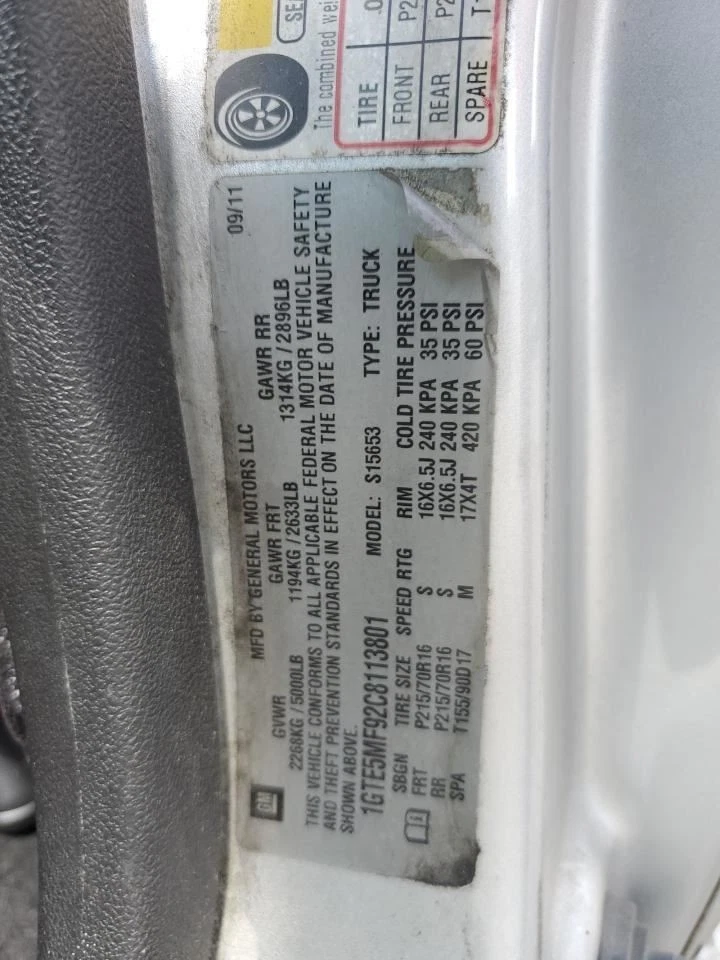 SE
The combined wei
TIRE
FRONT P2
REAR P2
SPARE T
GM
MFD BY GENERAL MOTORS LLC 09/11
GVWR GAWR FRT GAWR RR
2268KG / 5000LB 1194KG / 2633LB 1314KG / 2896LB
THIS VEHICLE CONFORMS TO ALL APPLICABLE FEDERAL MOTOR VEHICLE SAFETY
AND THEFT PREVENTION STANDARDS IN EFFECT ON THE DATE OF MANUFACTURE
SHOWN ABOVE.
1GTE5MF92C8113801 MODEL: S15653 TYPE: TRUCK
SBGN TIRE SIZE SPEED RTG RIM COLD TIRE PRESSURE
FRT P215/70R16 S 16X6.5J 240 KPA 35 PSI
RR P215/70R16 S 16X6.5J 240 KPA 35 PSI
SPA T155/90D17 M 17X4T 420 KPA 60 PSI